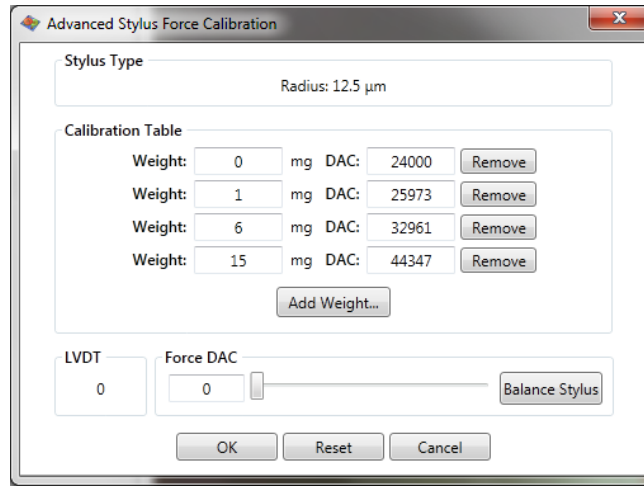 Advanced Stylus Force Calibration
Stylus Type
Radius: 12.5 µm
Calibration Table
Weight: 0 mg DAC: 24000 Remove
Weight: 1 mg DAC: 25973 Remove
Weight: 6 mg DAC: 32961 Remove
Weight: 15 mg DAC: 44347 Remove
Add Weight...
LVDT Force DAC
0 0 Balance Stylus
OK Reset Cancel